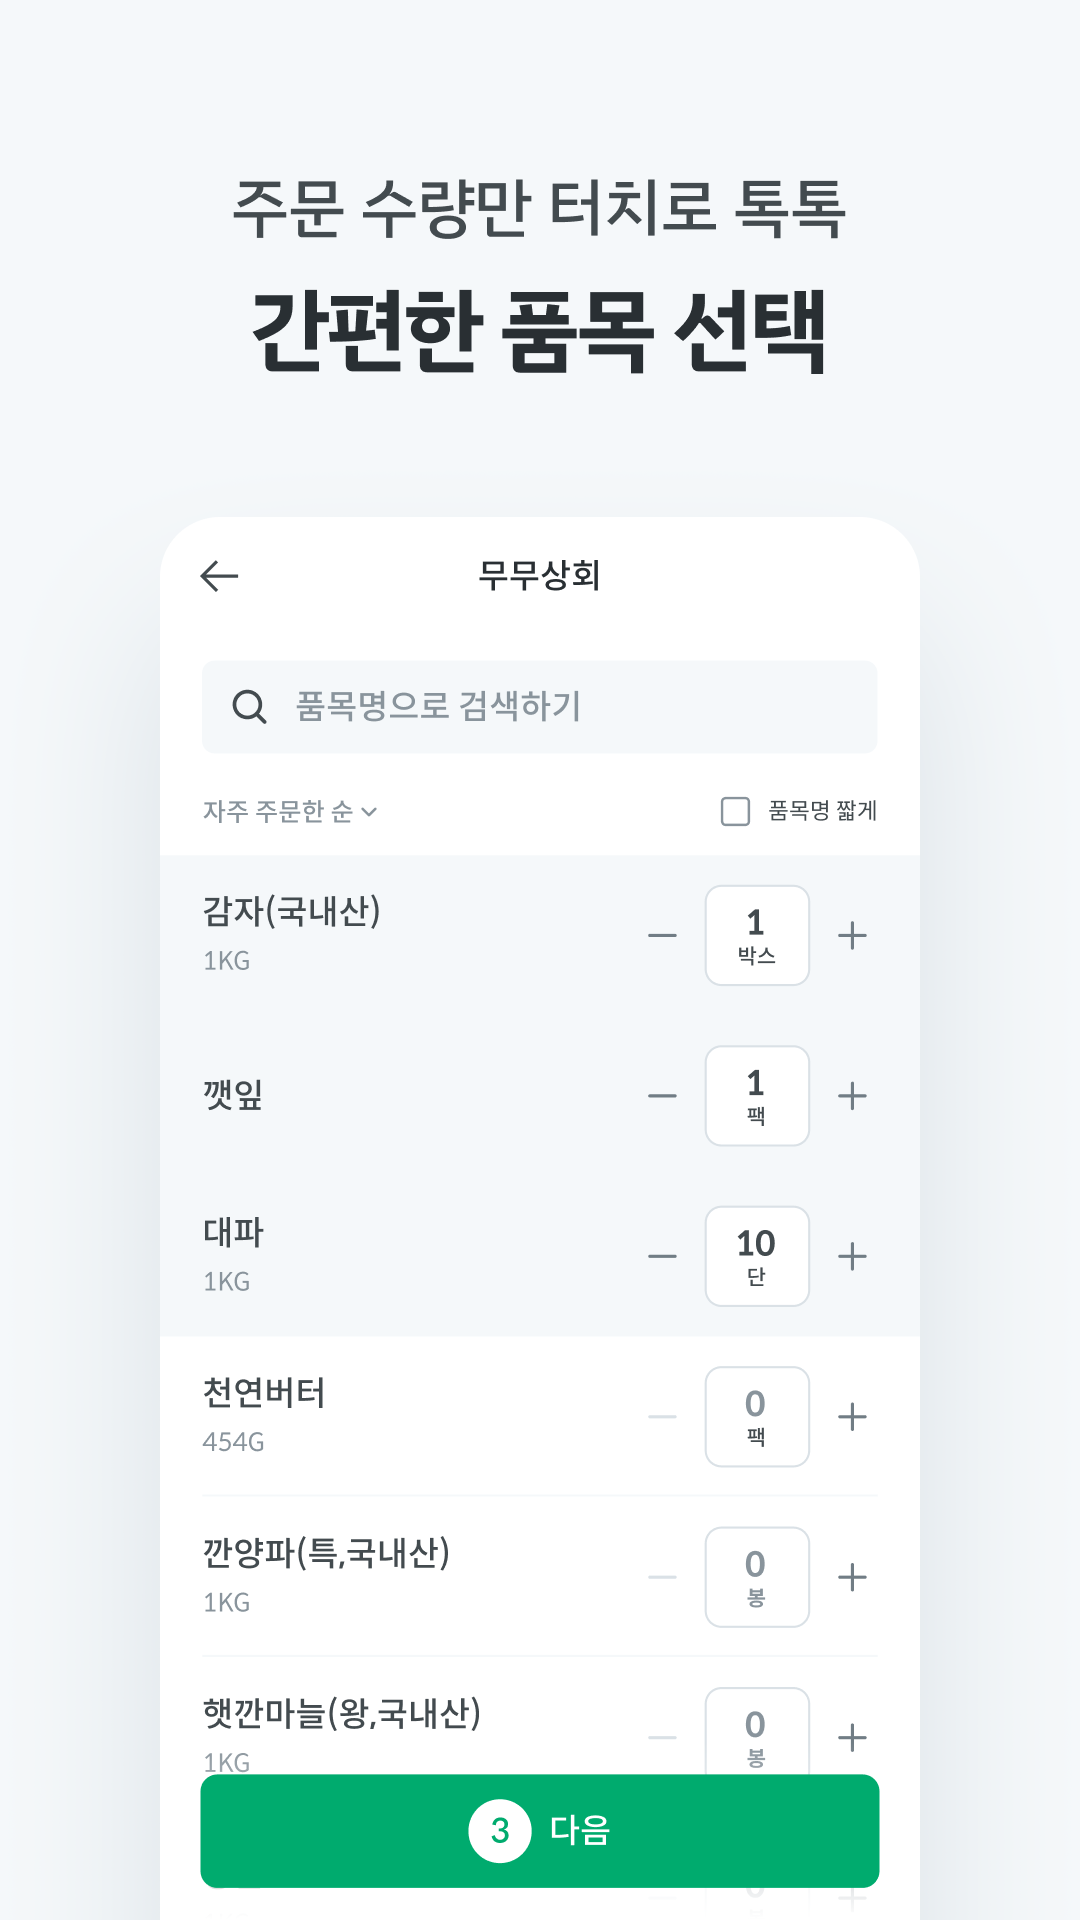 주문 수량만 터치로 톡톡
간편한 품목 선택
무무상회
품목명으로 검색하기
자주 주문한 순
품목명 짧게
감자(국내산)
1KG
1
박스
깻잎
1
팩
대파
1KG
10
단
천연버터
454G
0
팩
깐양파(특,국내산)
1KG
0
봉
햇깐마늘(왕,국내산)
1KG
0
봉
3 다음